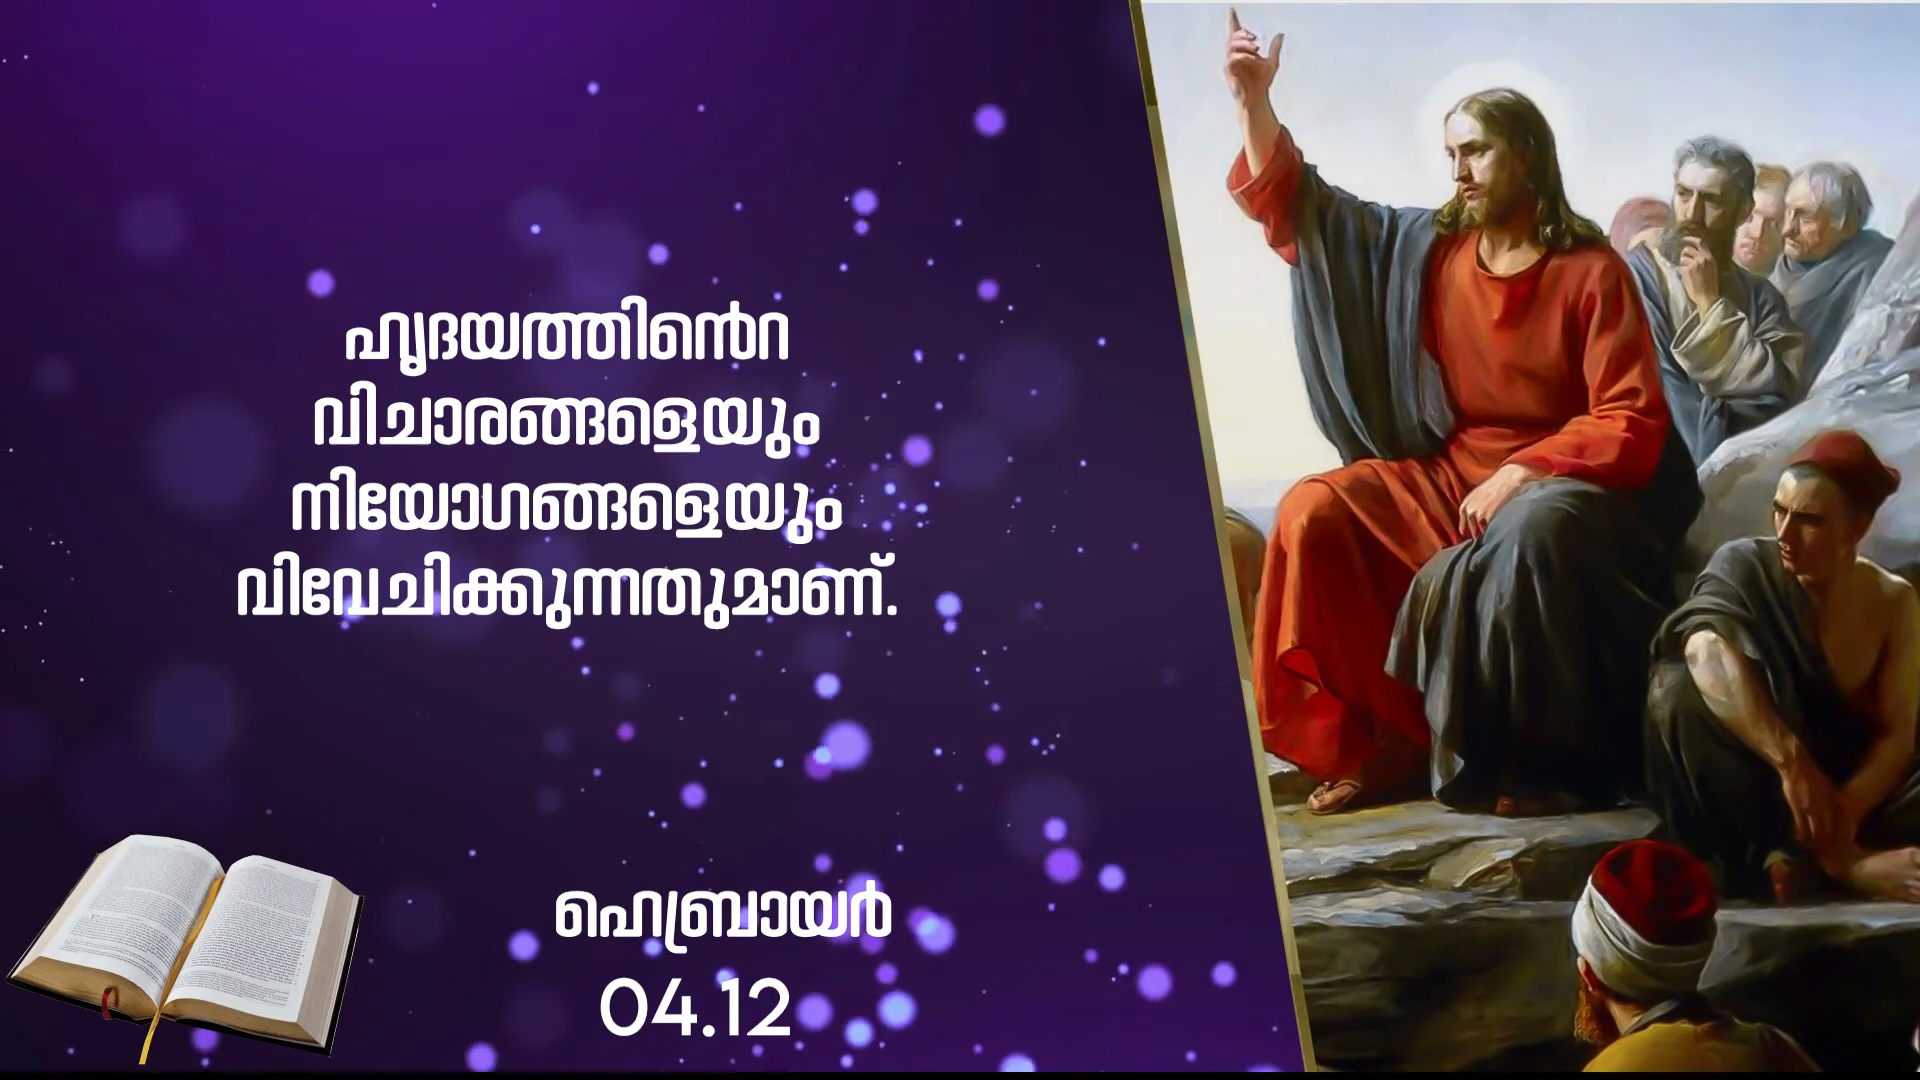 ഹൃദയത്തിൻെറ
വിചാരങ്ങളെയും
നിയോഗങ്ങളെയും
വിവേചിക്കുന്നതുമാണ്.
ഹെബ്രായർ
04.12